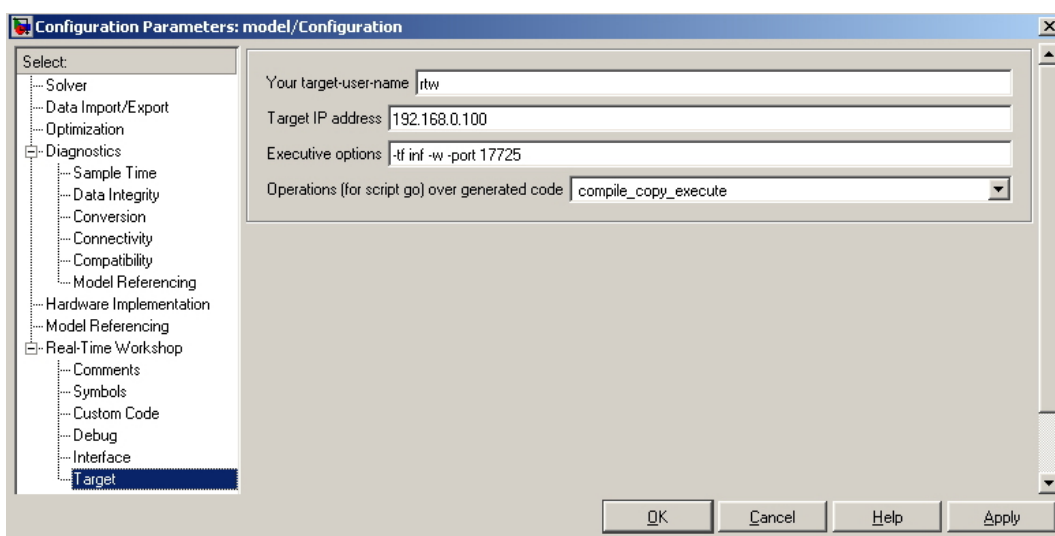 Configuration Parameters: model/Configuration
Select:
Solver
Data Import/Export
Optimization
Diagnostics
Sample Time
Data Integrity
Conversion
Connectivity
Compatibility
Model Referencing
Hardware Implementation
Model Referencing
Real-Time Workshop
Comments
Symbols
Custom Code
Debug
Interface
Target
Your target-user-name rtw
Target IP address 192.168.0.100
Executive options -tf inf -w -port 17725
Operations (for script go) over generated code compile_copy_execute
OK Cancel Help Apply